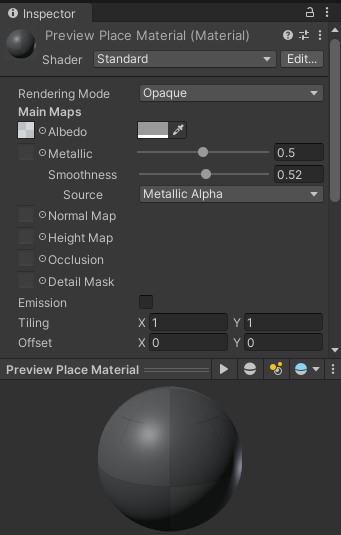 Inspector
Preview Place Material (Material)
Shader Standard Edit...
Rendering Mode Opaque
Main Maps
Albedo
Metallic 0.5
Smoothness 0.52
Source Metallic Alpha
Normal Map
Height Map
Occlusion
Detail Mask
Emission
Tiling X 1 Y 1
Offset X 0 Y 0
Preview Place Material